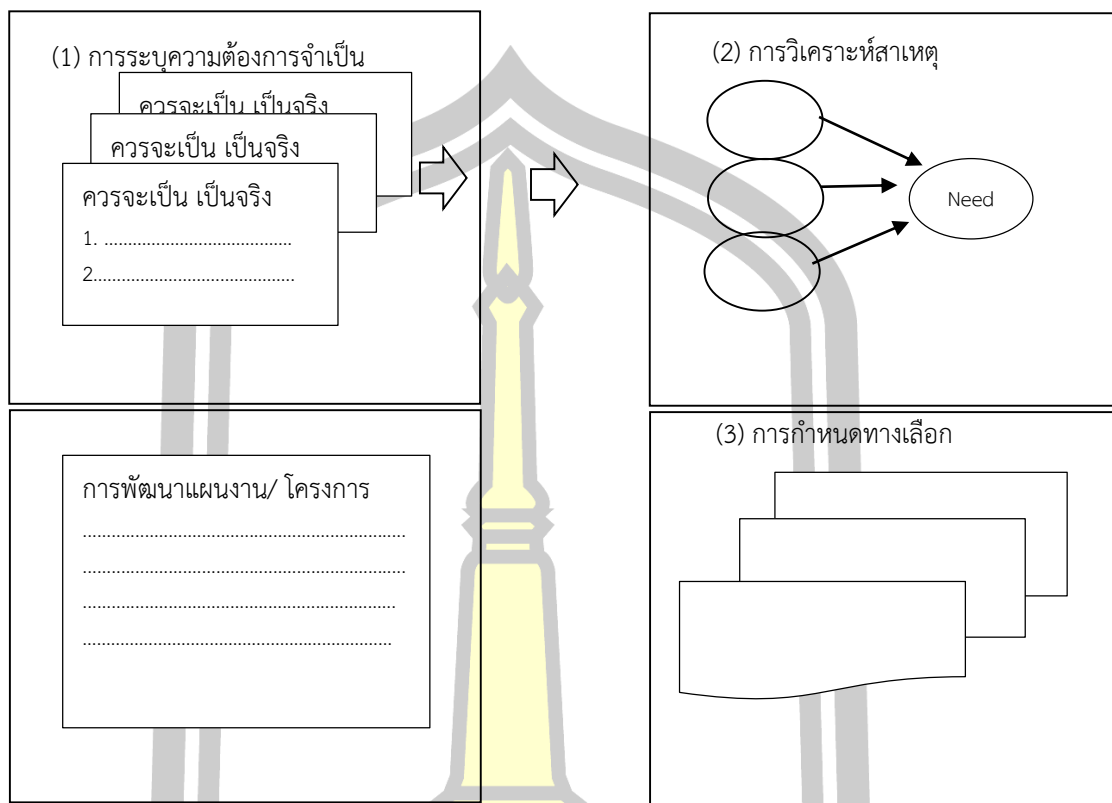 (1) การระบุความต้องการจำเป็น
ควรจะเป็น เป็นจริง
ควรจะเป็น เป็นจริง
ควรจะเป็น เป็นจริง
1. .......................................
2..........................................
(2) การวิเคราะห์สาเหตุ
Need
การพัฒนาแผนงาน/ โครงการ
....................................................................
....................................................................
..................................................................
.................................................................
(3) การกำหนดทางเลือก